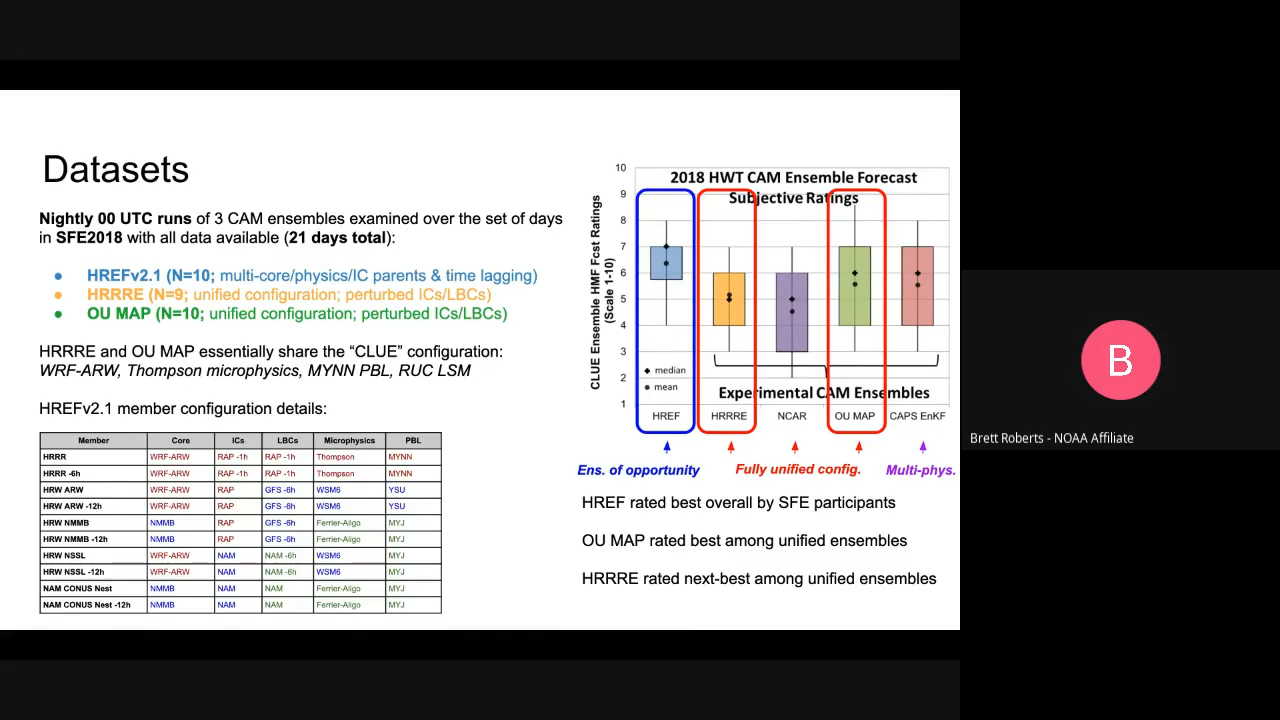 Datasets
Nightly 00 UTC runs of 3 CAM ensembles examined over the set of days
in SFE2018 with all data available (21 days total):
● HREFv2.1 (N=10; multi-core/physics/IC parents & time lagging)
● HRRRE (N=9; unified configuration; perturbed ICs/LBCs)
● OU MAP (N=10; unified configuration; perturbed ICs/LBCs)
HRRRE and OU MAP essentially share the “CLUE” configuration:
WRF-ARW, Thompson microphysics, MYNN PBL, RUC LSM
HREFv2.1 member configuration details:
Member Core ICs LBCs Microphysics PBL
HRRR WRF-ARW RAP -1h RAP -1h Thompson MYNN
HRRR -6h WRF-ARW RAP -1h RAP -1h Thompson MYNN
HRW ARW WRF-ARW RAP GFS -6h WSM6 YSU
HRW ARW -12h WRF-ARW RAP GFS -6h WSM6 YSU
HRW NMMB NMMB RAP GFS -6h Ferrier-Aligo MYJ
HRW NMMB -12h NMMB RAP GFS -6h Ferrier-Aligo MYJ
HRW NSSL WRF-ARW NAM NAM -6h WSM6 MYJ
HRW NSSL -12h WRF-ARW NAM NAM -6h WSM6 MYJ
NAM CONUS Nest NMMB NAM NAM Ferrier-Aligo MYJ
NAM CONUS Nest -12h NMMB NAM NAM Ferrier-Aligo MYJ
2018 HWT CAM Ensemble Forecast
Subjective Ratings
CLUE Ensemble HMF Fcst Ratings
(Scale 1-10)
10
9
8
7
6
5
4
3
2
1
median
mean
Experimental CAM Ensembles
HREF HRRRE NCAR OU MAP CAPS EnKF
Ens. of opportunity Fully unified config. Multi-phys.
HREF rated best overall by SFE participants
OU MAP rated best among unified ensembles
HRRRE rated next-best among unified ensembles
B
Brett Roberts - NOAA Affiliate